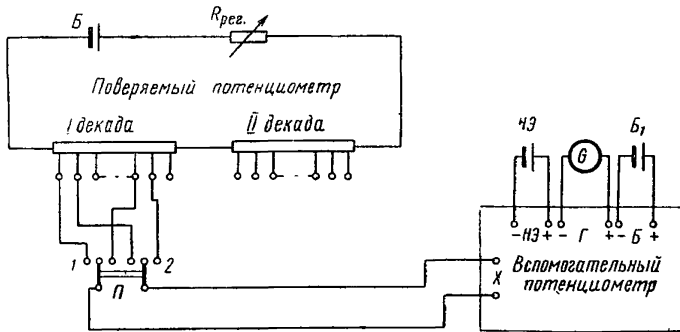 Б
Rрег.
Поверяемый потенциометр
I декада
II декада
НЭ
G
Б₁
–НЭ+ – Г +– Б +
1
2
П
X
Вспомогательный
потенциометр